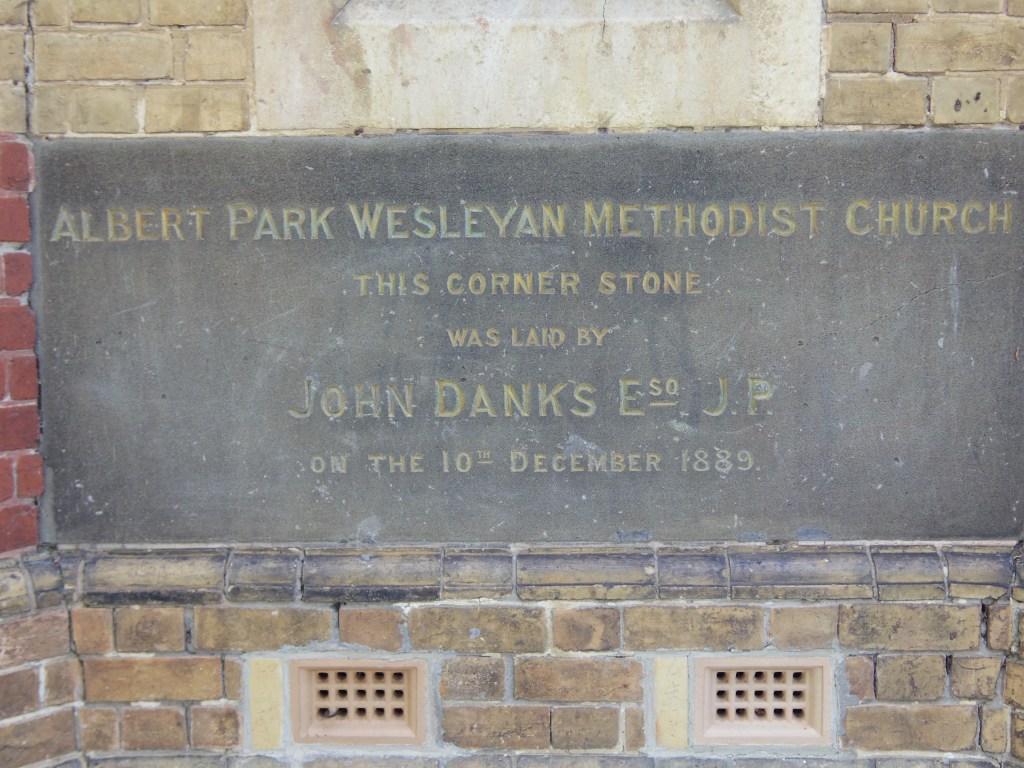 ALBERT PARK WESLEYAN METHODIST CHURCH
THIS CORNER STONE
WAS LAID BY
JOHN DANKS ESQ J.P.
ON THE 10TH DECEMBER 1889.